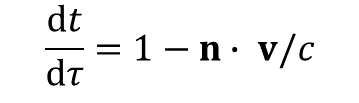 dt/dτ = 1 − n · v/c